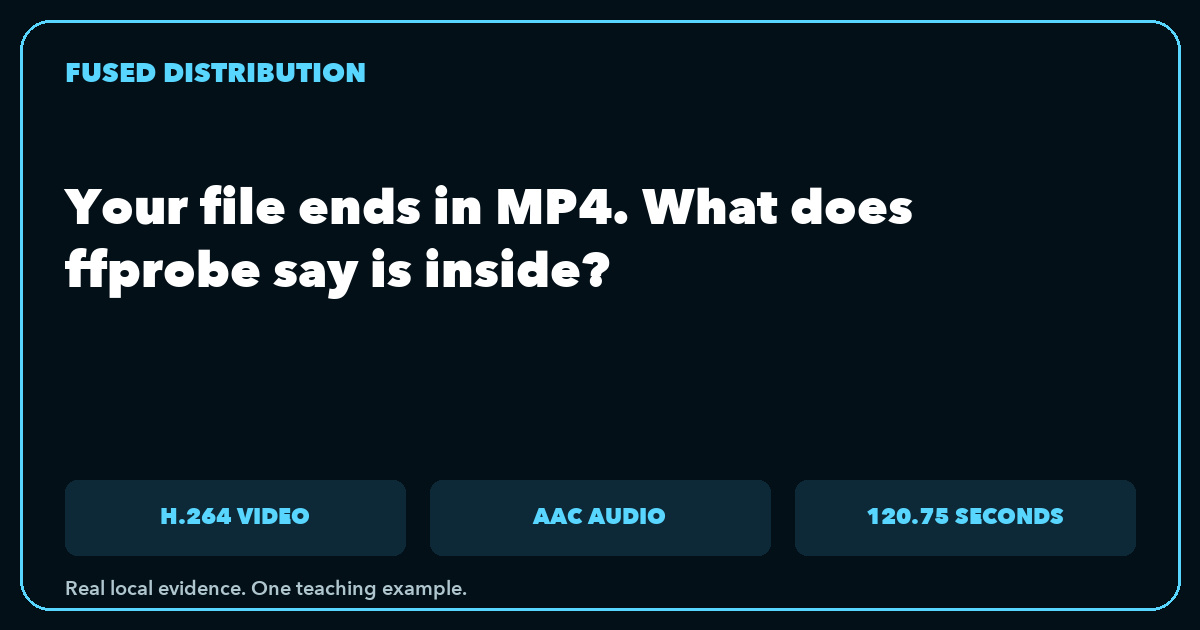 FUSED DISTRIBUTION
Your file ends in MP4. What does
ffprobe say is inside?
H.264 VIDEO
AAC AUDIO
120.75 SECONDS
Real local evidence. One teaching example.